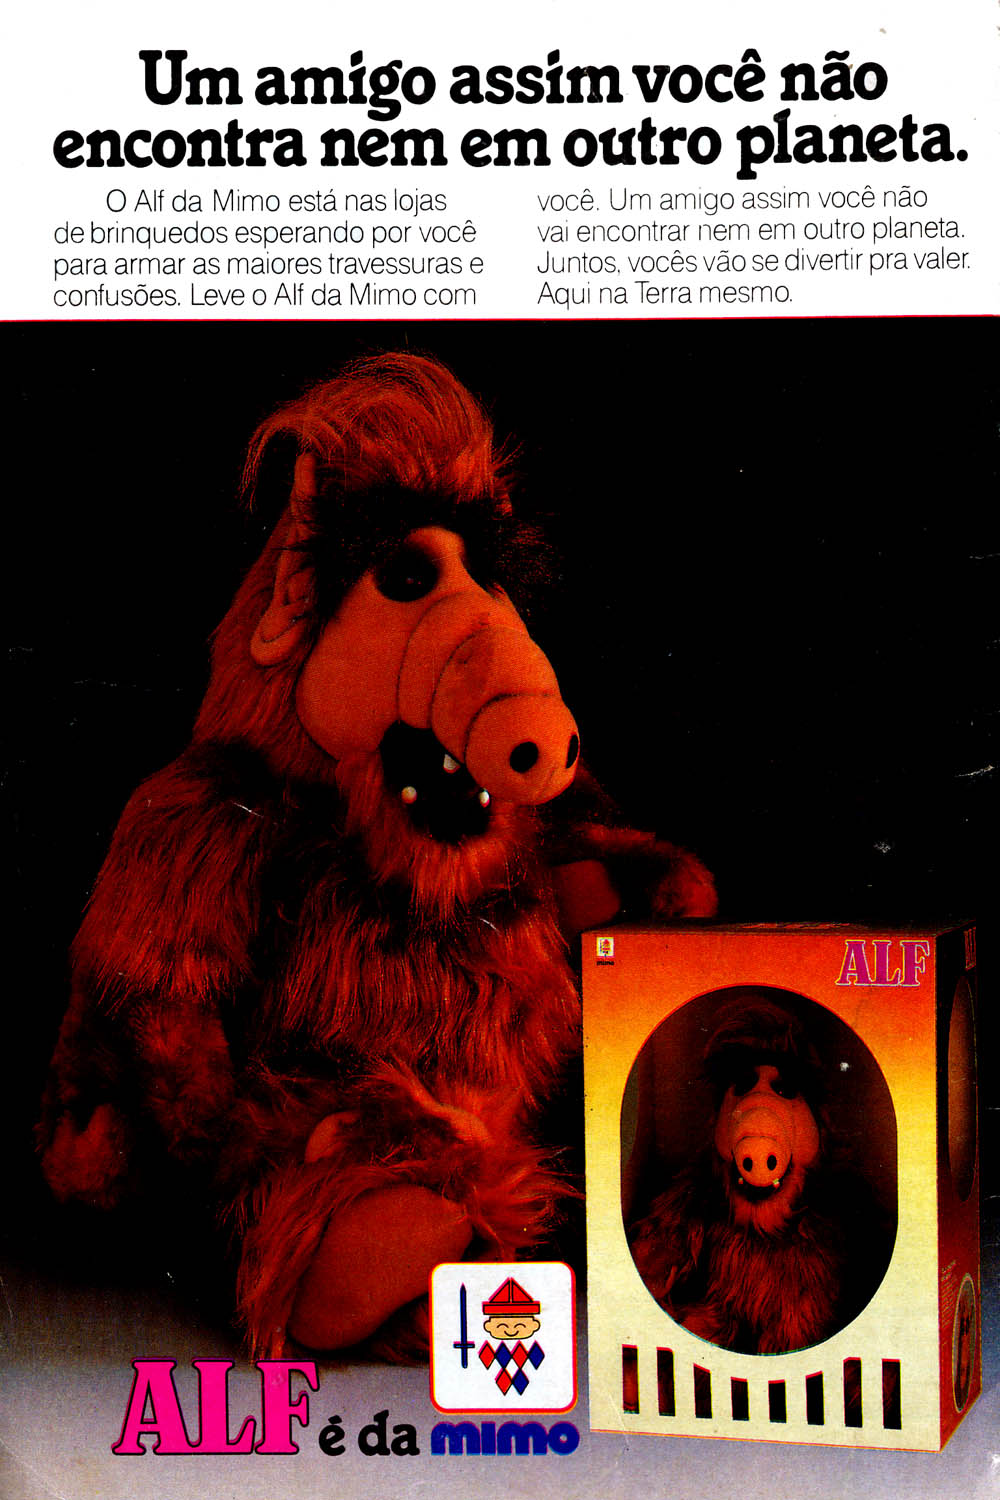 Um amigo assim você não
encontra nem em outro planeta.
O Alf da Mimo está nas lojas
de brinquedos esperando por você
para armar as maiores travessuras e
confusões. Leve o Alf da Mimo com
você. Um amigo assim você não
vai encontrar nem em outro planeta.
Juntos, vocês vão se divertir pra valer.
Aqui na Terra mesmo.
mimo
ALF
ALF é da mimo